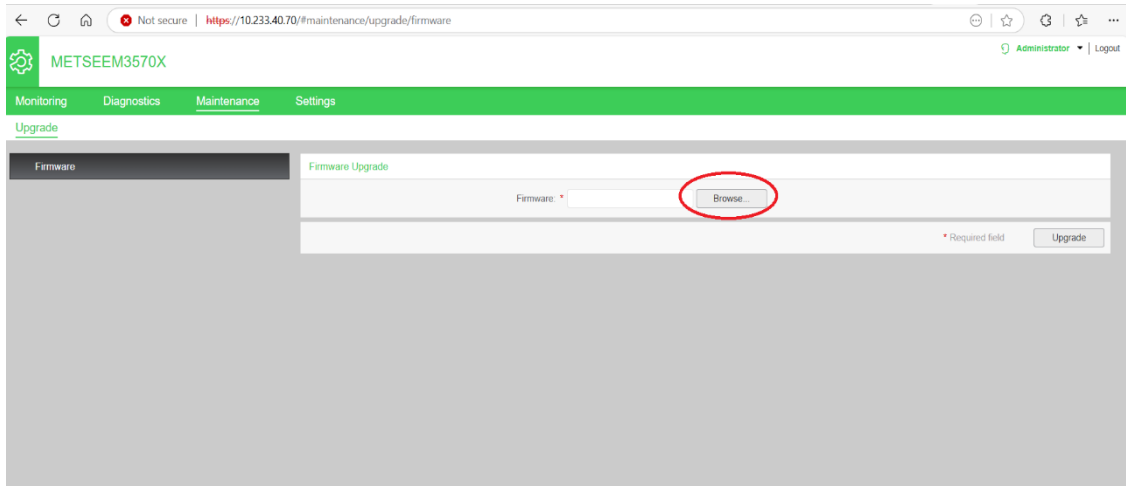 Not secure | https://10.233.40.70/#maintenance/upgrade/firmware
Administrator | Logout
METSEEM3570X
Monitoring Diagnostics Maintenance Settings
Upgrade
Firmware
Firmware Upgrade
Firmware: * Browse...
* Required field Upgrade